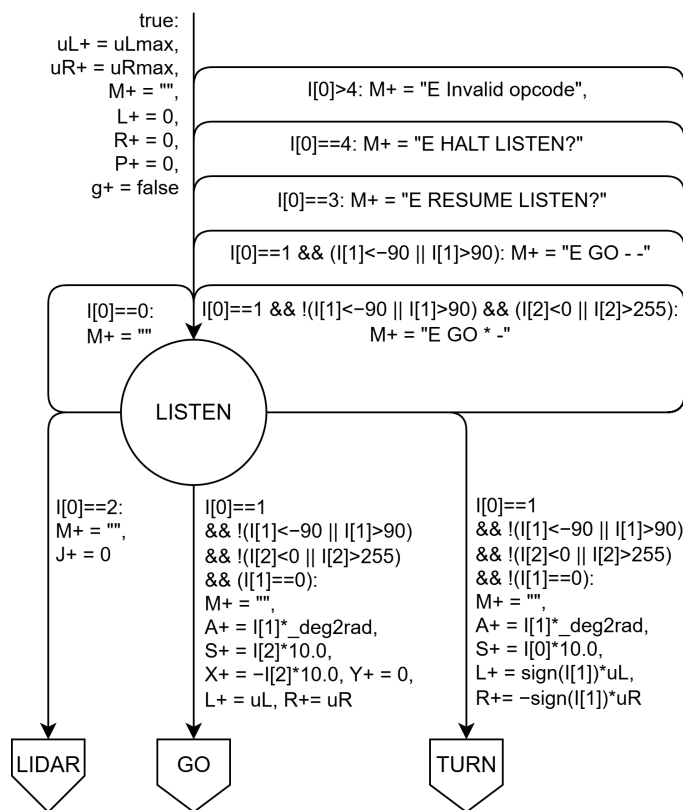 true:
uL+ = uLmax,
uR+ = uRmax,
M+ = "",
L+ = 0,
R+ = 0,
P+ = 0,
g+ = false
I[0]>4: M+ = "E Invalid opcode",
I[0]==4: M+ = "E HALT LISTEN?"
I[0]==3: M+ = "E RESUME LISTEN?"
I[0]==1 && (I[1]<−90 || I[1]>90): M+ = "E GO - -"
I[0]==0:
M+ = ""
I[0]==1 && !(I[1]<−90 || I[1]>90) && (I[2]<0 || I[2]>255):
M+ = "E GO * -"
LISTEN
I[0]==2:
M+ = "",
J+ = 0
I[0]==1
&& !(I[1]<−90 || I[1]>90)
&& !(I[2]<0 || I[2]>255)
&& (I[1]==0):
M+ = "",
A+ = I[1]*_deg2rad,
S+ = I[2]*10.0,
X+ = −I[2]*10.0, Y+ = 0,
L+ = uL, R+= uR
I[0]==1
&& !(I[1]<−90 || I[1]>90)
&& !(I[2]<0 || I[2]>255)
&& !(I[1]==0):
M+ = "",
A+ = I[1]*_deg2rad,
S+ = I[0]*10.0,
L+ = sign(I[1])*uL,
R+= −sign(I[1])*uR
LIDAR
GO
TURN